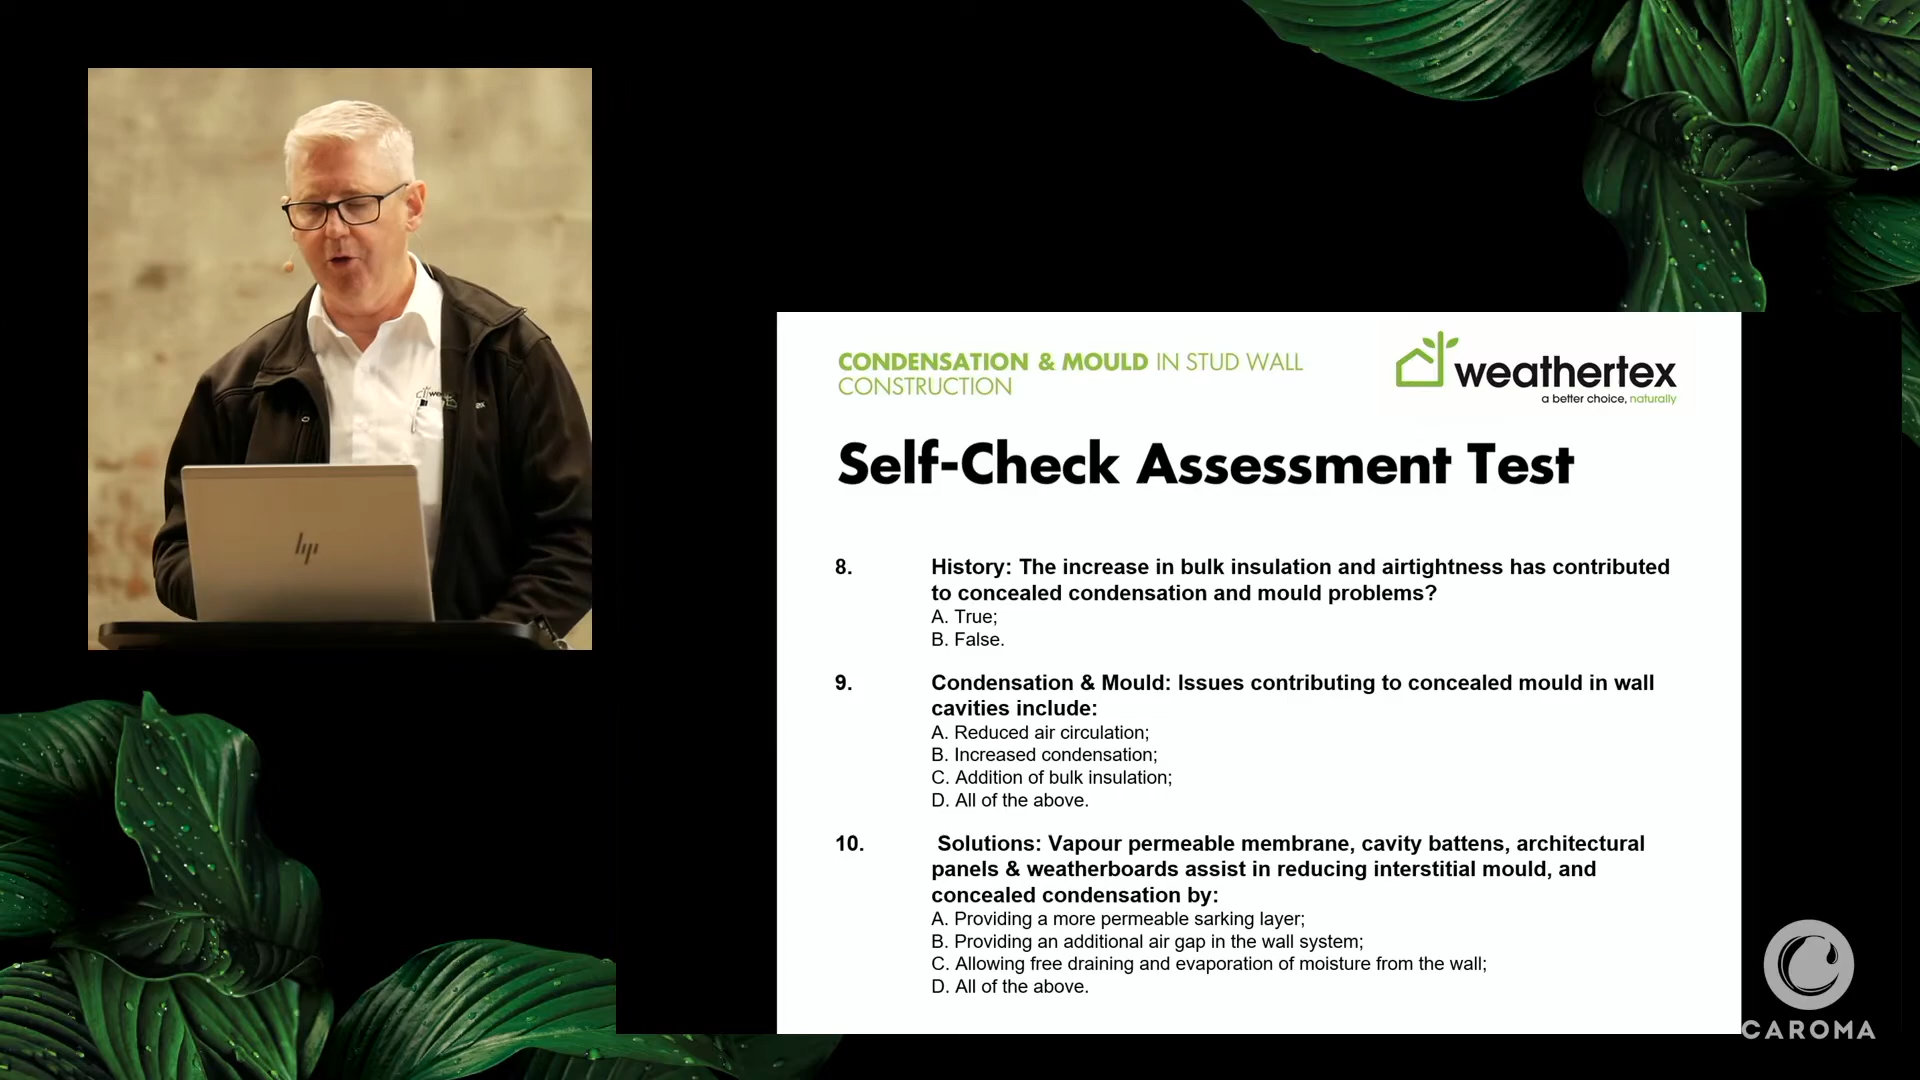 CONDENSATION & MOULD IN STUD WALL
CONSTRUCTION
weathertex
a better choice, naturally
Self-Check Assessment Test
8. History: The increase in bulk insulation and airtightness has contributed
to concealed condensation and mould problems?
A. True;
B. False.
9. Condensation & Mould: Issues contributing to concealed mould in wall
cavities include:
A. Reduced air circulation;
B. Increased condensation;
C. Addition of bulk insulation;
D. All of the above.
10. Solutions: Vapour permeable membrane, cavity battens, architectural
panels & weatherboards assist in reducing interstitial mould, and
concealed condensation by:
A. Providing a more permeable sarking layer;
B. Providing an additional air gap in the wall system;
C. Allowing free draining and evaporation of moisture from the wall;
D. All of the above.
hp
CAROMA